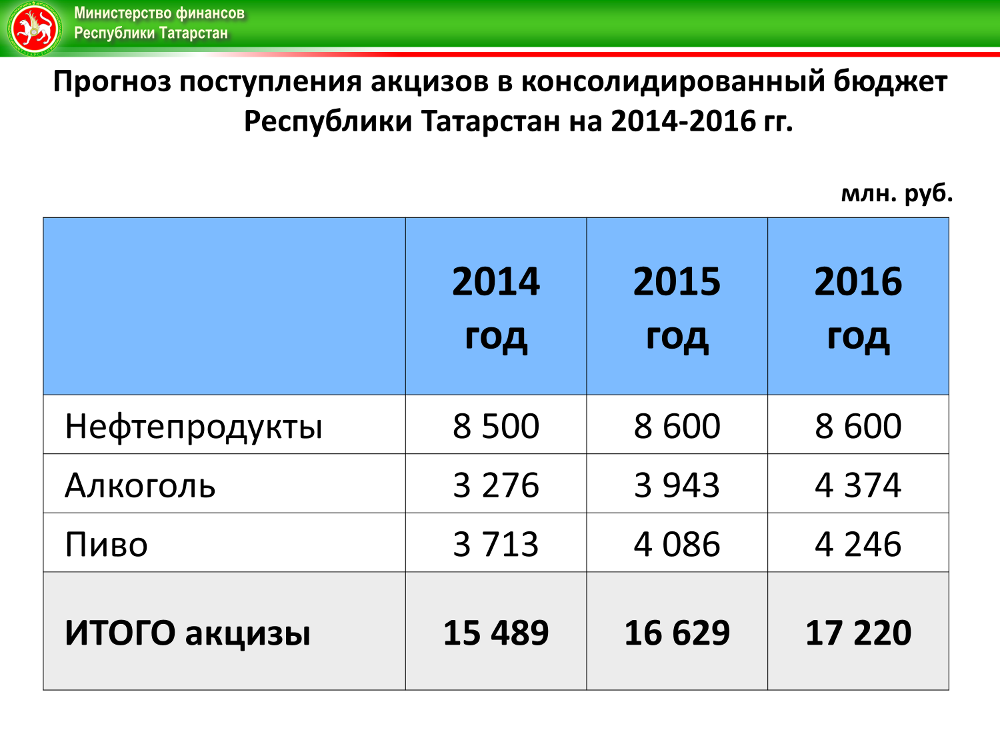 Министерство финансов
Республики Татарстан
Прогноз поступления акцизов в консолидированный бюджет
Республики Татарстан на 2014-2016 гг.
млн. руб.
2014 год 2015 год 2016 год
Нефтепродукты 8 500 8 600 8 600
Алкоголь 3 276 3 943 4 374
Пиво 3 713 4 086 4 246
ИТОГО акцизы 15 489 16 629 17 220